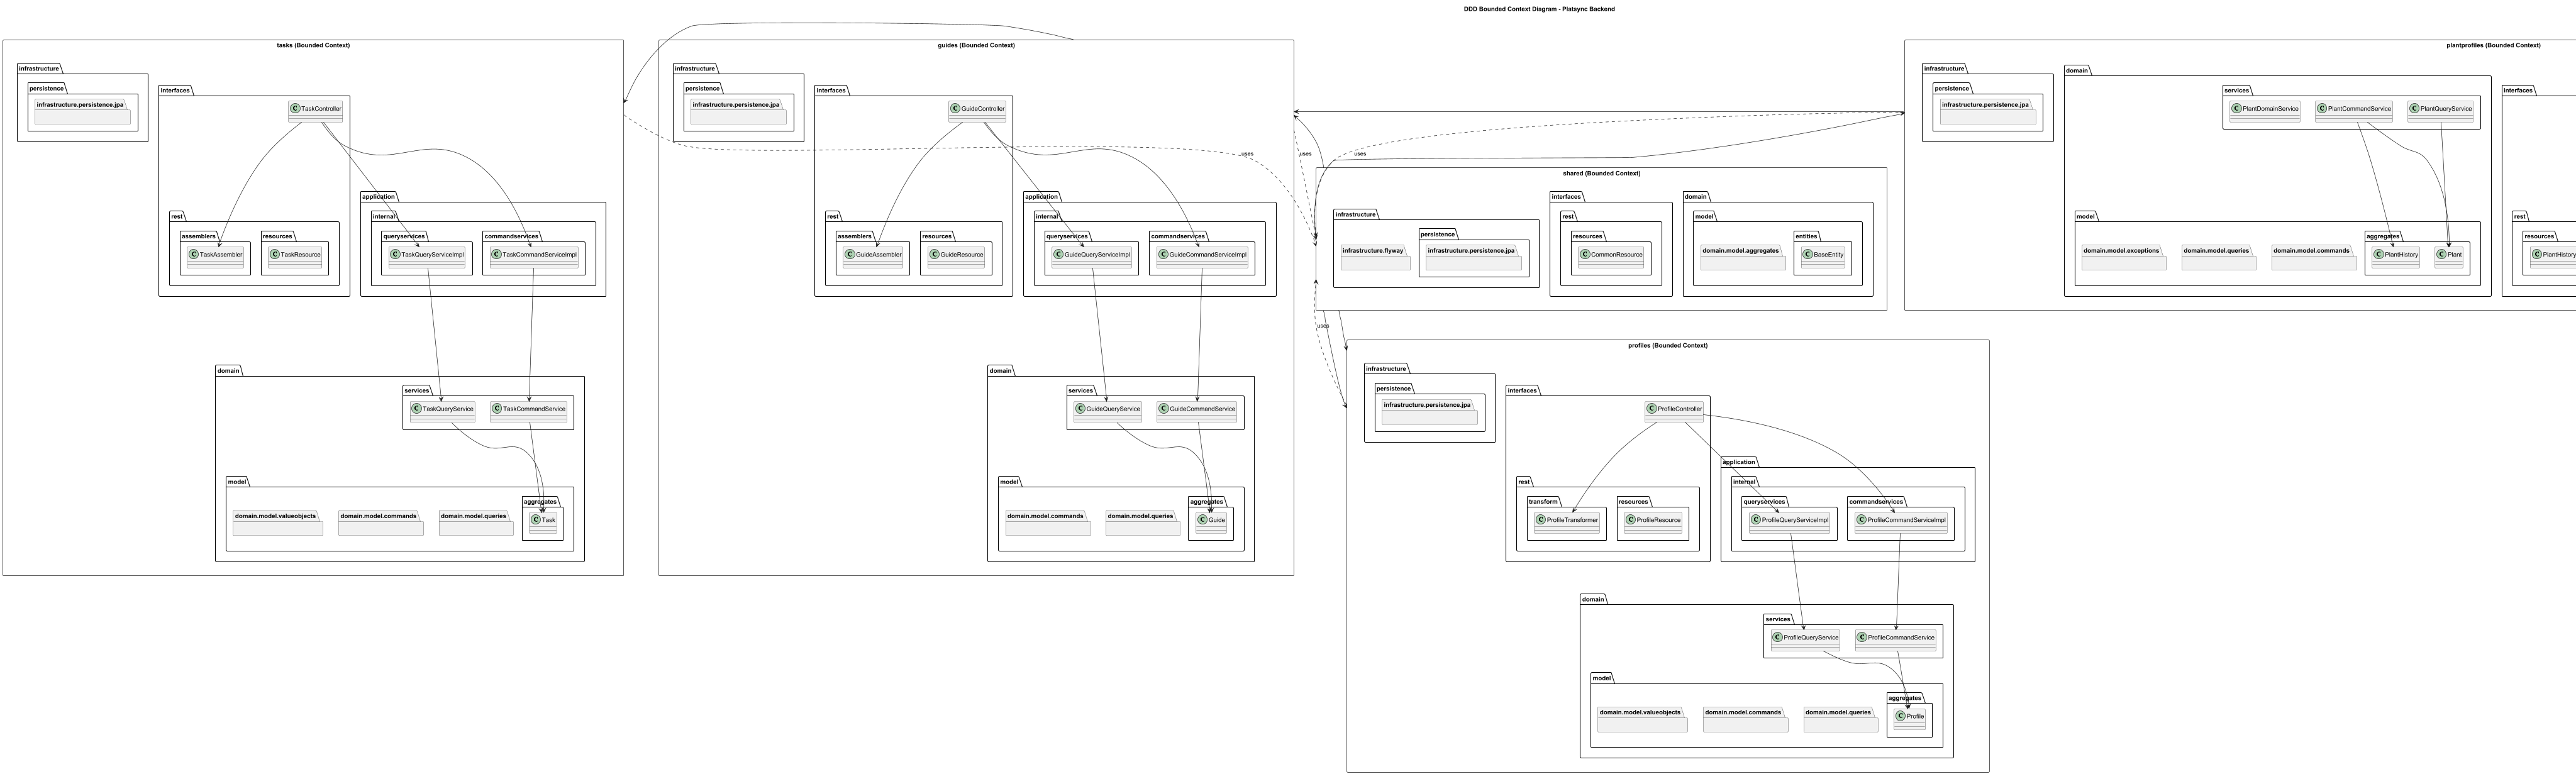 DDD Bounded Context Diagram - Platsync Backend
tasks (Bounded Context)
infrastructure
persistence
infrastructure.persistence.jpa
interfaces
TaskController
rest
assemblers
TaskAssembler
resources
TaskResource
application
internal
queryservices
TaskQueryServiceImpl
commandservices
TaskCommandServiceImpl
domain
services
TaskQueryService
TaskCommandService
model
domain.model.valueobjects
domain.model.commands
domain.model.queries
aggregates
Task
guides (Bounded Context)
infrastructure
persistence
infrastructure.persistence.jpa
interfaces
GuideController
rest
assemblers
GuideAssembler
resources
GuideResource
application
internal
queryservices
GuideQueryServiceImpl
commandservices
GuideCommandServiceImpl
domain
services
GuideQueryService
GuideCommandService
model
domain.model.commands
domain.model.queries
aggregates
Guide
uses
uses
uses
uses
shared (Bounded Context)
infrastructure
infrastructure.flyway
persistence
infrastructure.persistence.jpa
interfaces
rest
resources
CommonResource
domain
model
domain.model.aggregates
entities
BaseEntity
profiles (Bounded Context)
infrastructure
persistence
infrastructure.persistence.jpa
interfaces
ProfileController
rest
transform
ProfileTransformer
resources
ProfileResource
application
internal
queryservices
ProfileQueryServiceImpl
commandservices
ProfileCommandServiceImpl
domain
services
ProfileQueryService
ProfileCommandService
model
domain.model.valueobjects
domain.model.commands
domain.model.queries
aggregates
Profile
plantprofiles (Bounded Context)
infrastructure
persistence
infrastructure.persistence.jpa
domain
services
PlantDomainService
PlantCommandService
PlantQueryService
model
domain.model.exceptions
domain.model.queries
domain.model.commands
aggregates
PlantHistory
Plant
interfaces
rest
resources
PlantHistory